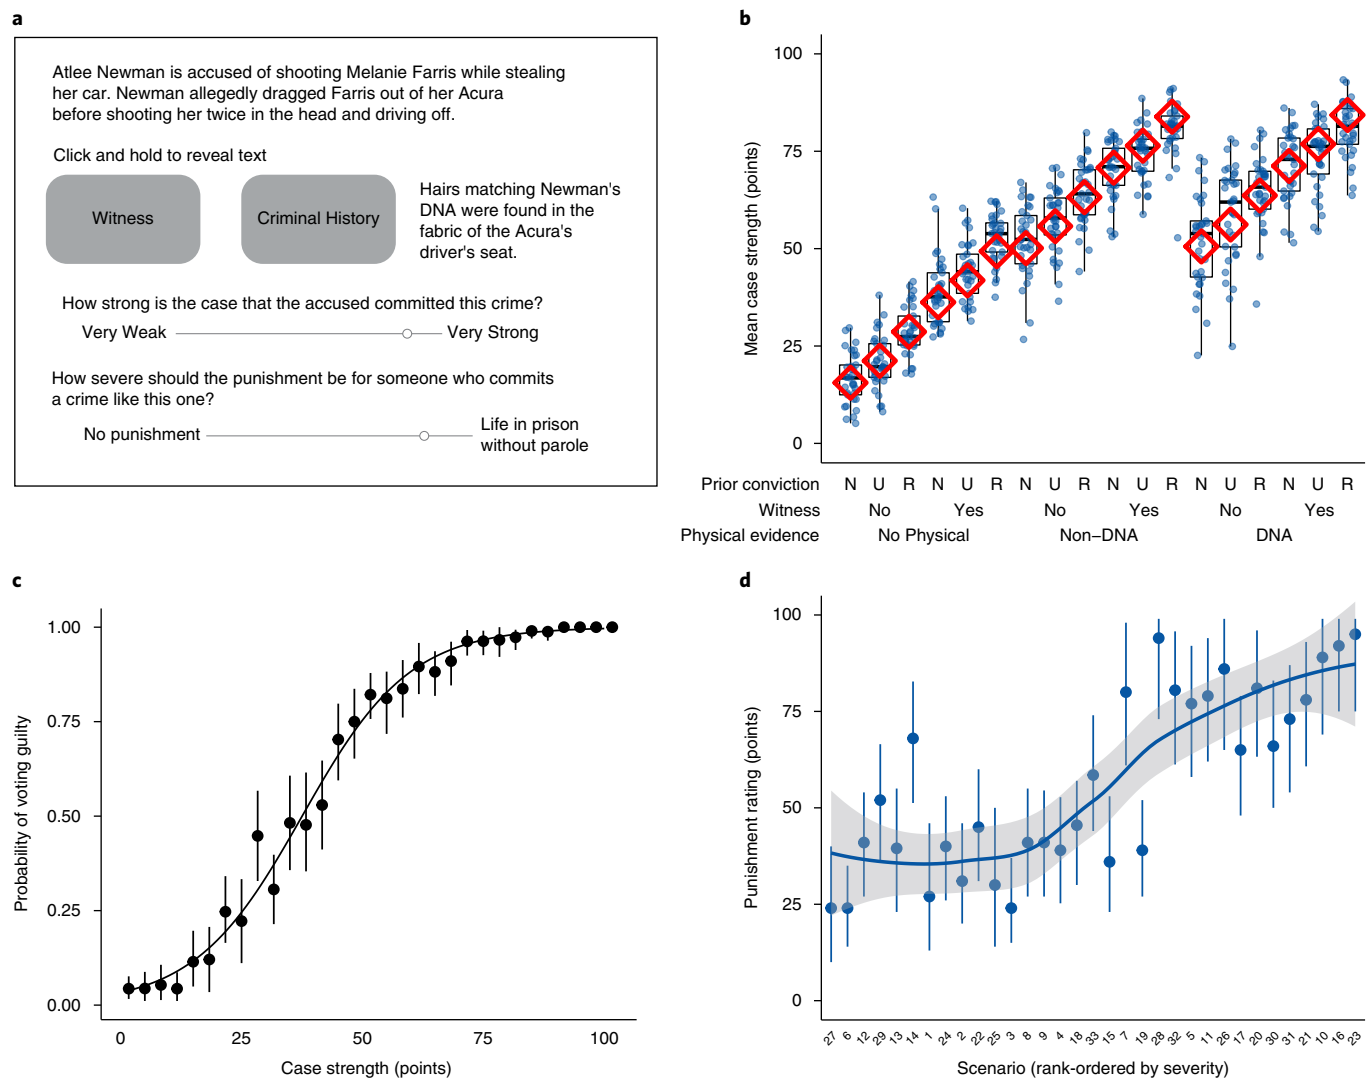 a
Atlee Newman is accused of shooting Melanie Farris while stealing
her car. Newman allegedly dragged Farris out of her Acura
before shooting her twice in the head and driving off.
Click and hold to reveal text
Witness
Criminal History
Hairs matching Newman's
DNA were found in the
fabric of the Acura's
driver's seat.
How strong is the case that the accused committed this crime?
Very Weak
Very Strong
How severe should the punishment be for someone who commits
a crime like this one?
No punishment
Life in prison
without parole
b
Mean case strength (points)
100
75
50
25
0
Prior conviction N U R N U R N U R N U R N U R N U R
Witness No Yes No Yes No Yes
Physical evidence No Physical Non–DNA DNA
c
Probability of voting guilty
1.00
0.75
0.50
0.25
0.00
0 25 50 75 100
Case strength (points)
d
Punishment rating (points)
100
75
50
25
0
27 6 12 29 13 14 1 24 2 22 25 3 8 9 4 18 33 15 7 19 28 32 5 11 26 17 20 30 31 21 10 16 23
Scenario (rank-ordered by severity)